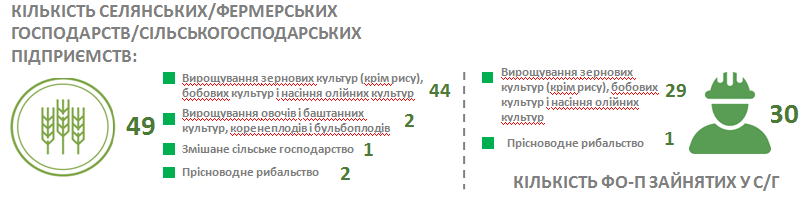 КІЛЬКІСТЬ СЕЛЯНСЬКИХ/ФЕРМЕРСЬКИХ
ГОСПОДАРСТВ/СІЛЬСЬКОГОСПОДАРСЬКИХ
ПІДПРИЄМСТВ:
49
Вирощування зернових культур (крім рису),
бобових культур і насіння олійних культур 44
Вирощування овочів і баштанних
культур, коренеплодів і бульбоплодів 2
Змішане сільське господарство 1
Прісноводне рибальство 2
Вирощування зернових
культур (крім рису), бобових
культур і насіння олійних
культур
29
Прісноводне рибальство 1
30
КІЛЬКІСТЬ ФО-П ЗАЙНЯТИХ У С/Г